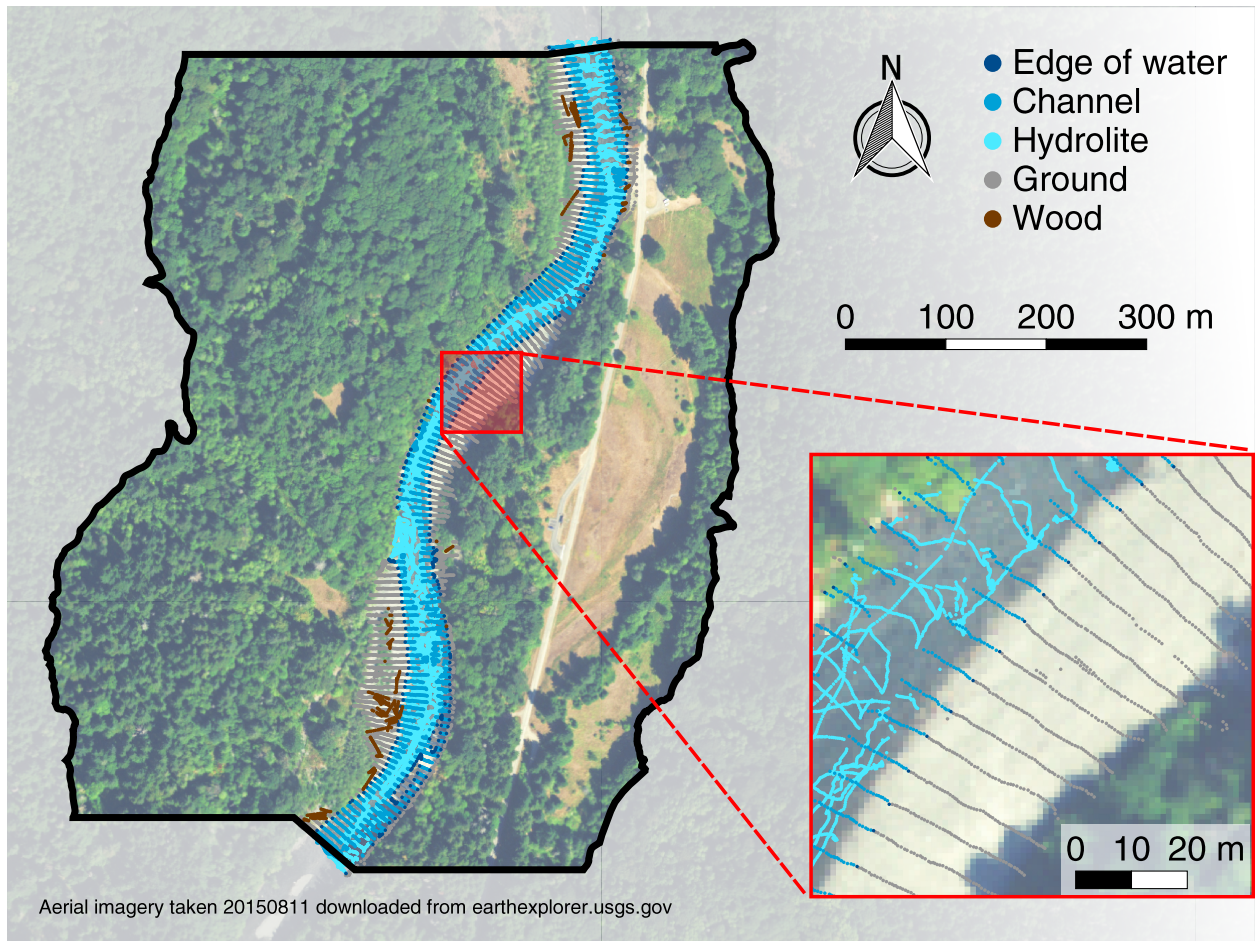 N
Edge of water
Channel
Hydrolite
Ground
Wood
0 100 200 300 m
0 10 20 m
Aerial imagery taken 20150811 downloaded from earthexplorer.usgs.gov